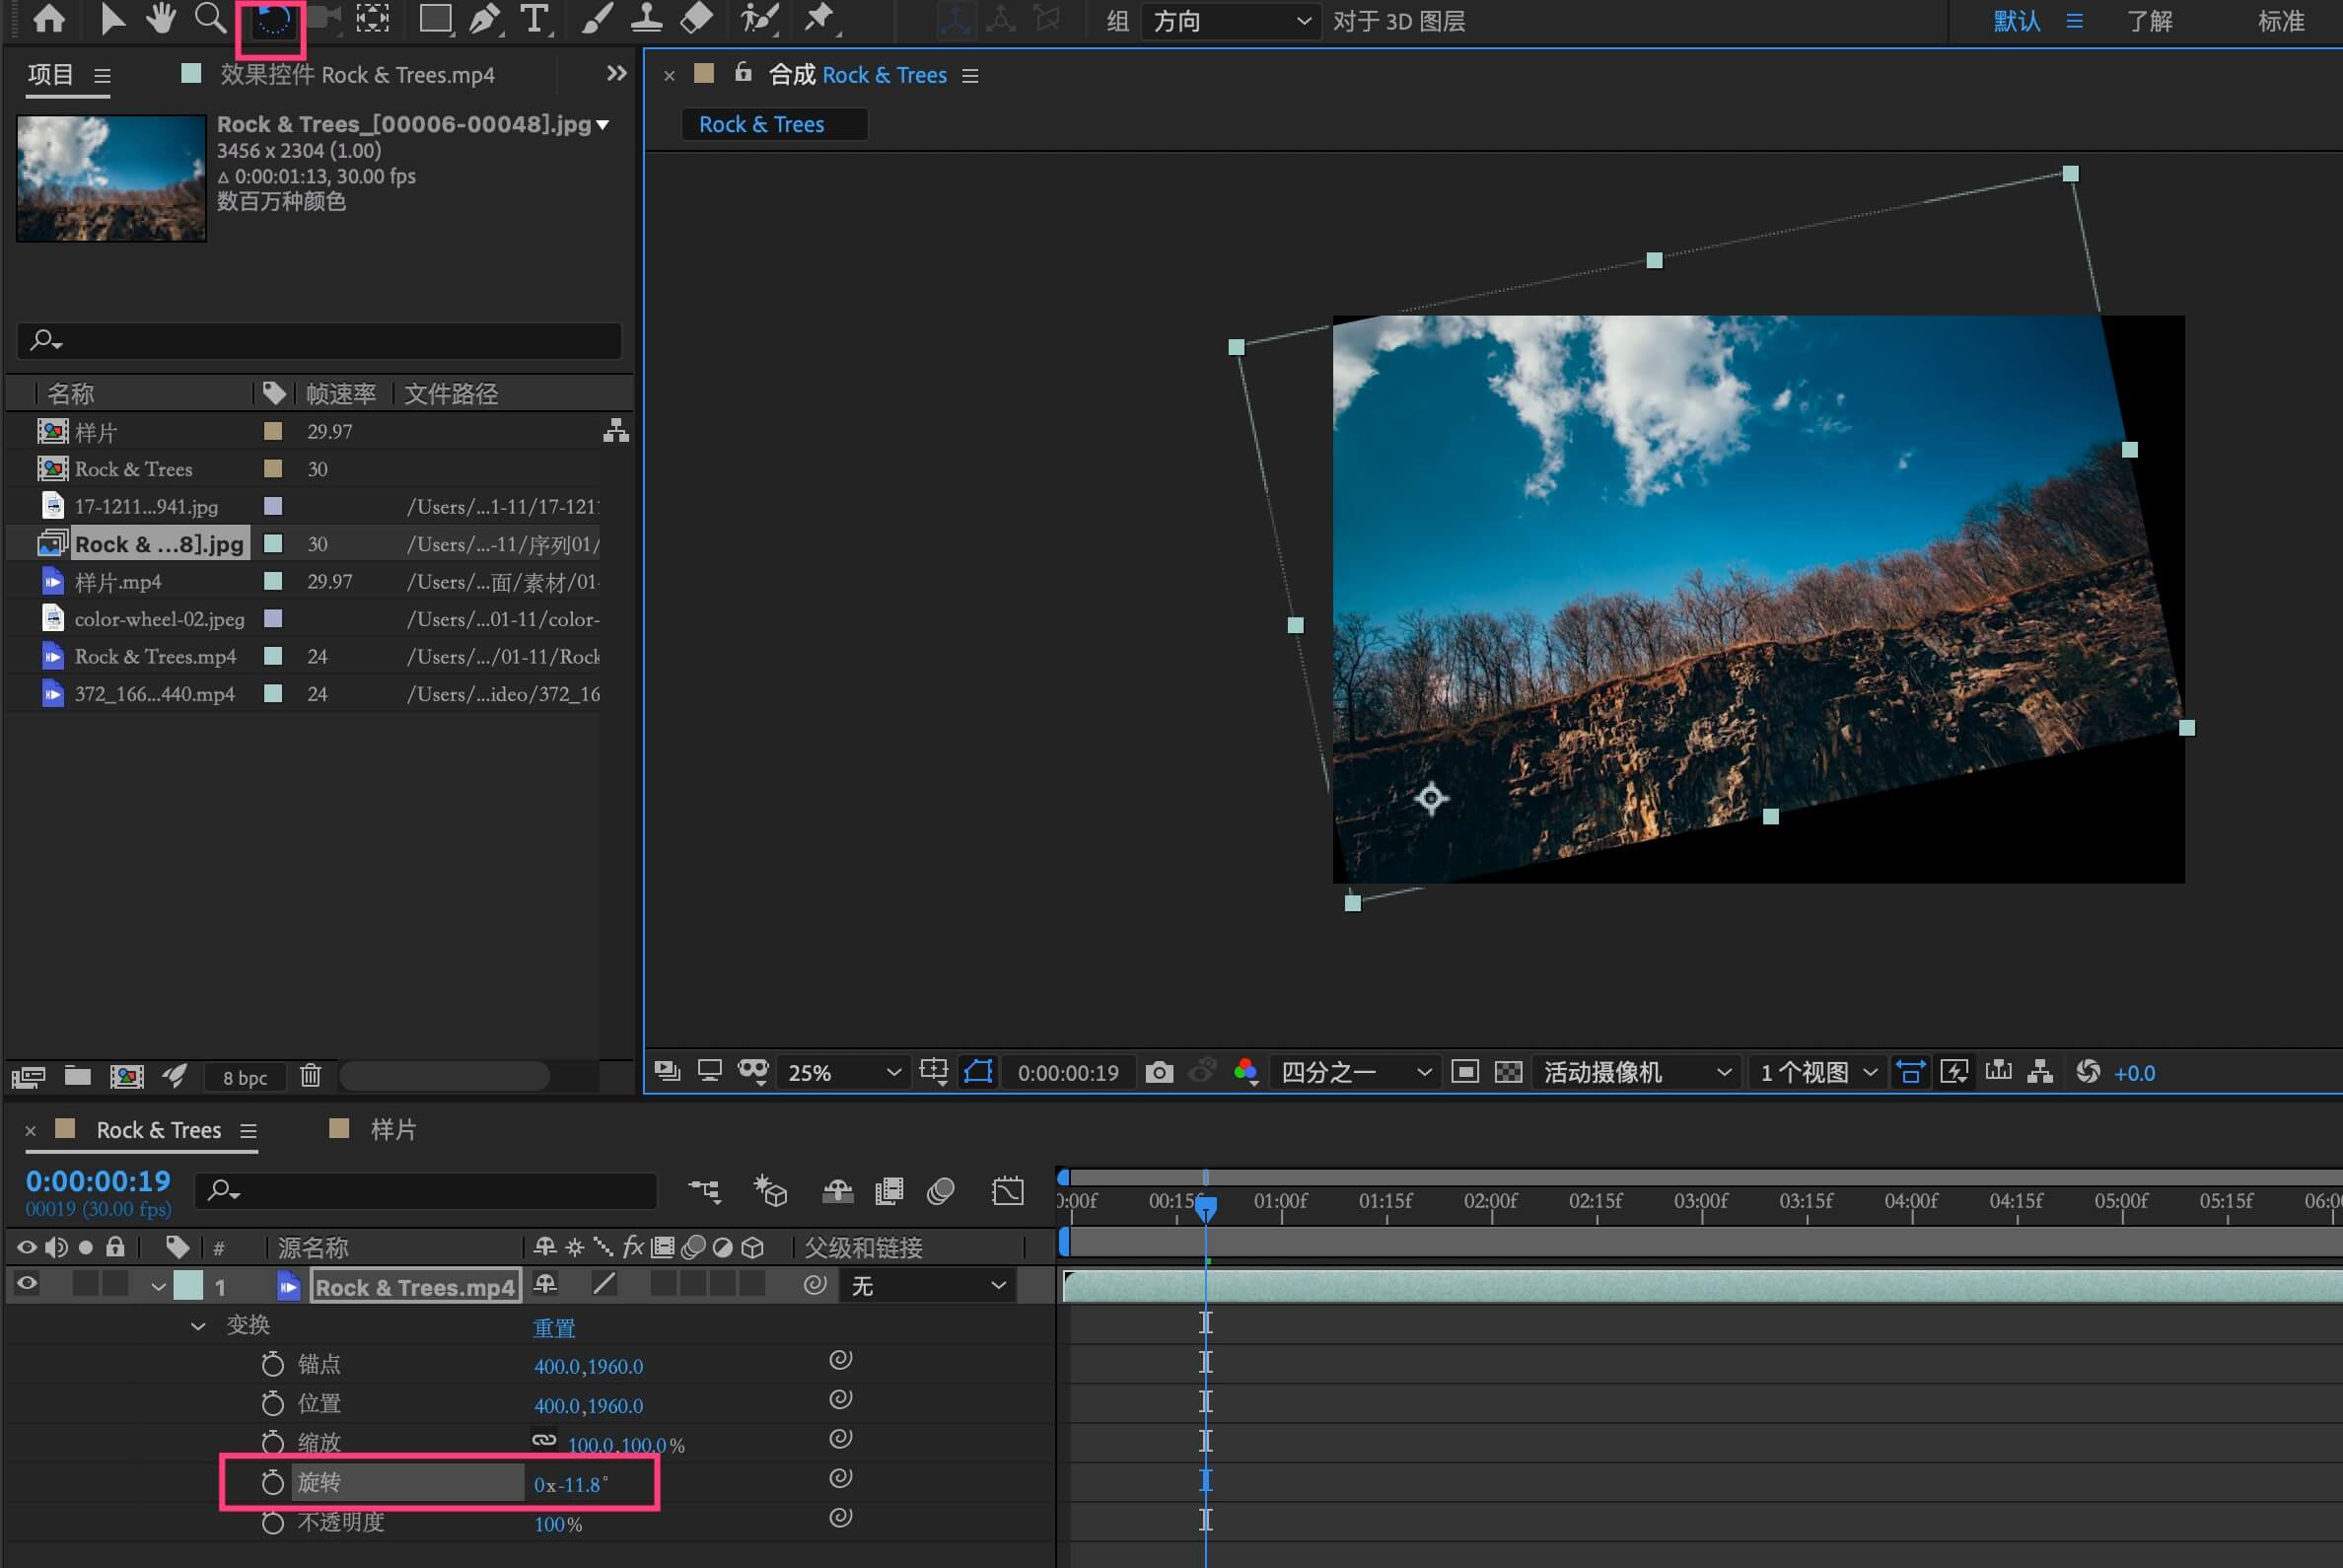 T 组 方向 对于 3D 图层 默认 了解 标准
项目 效果控件 Rock & Trees.mp4 »
× 合成 Rock & Trees
Rock & Trees
Rock & Trees_[00006-00048].jpg
3456 x 2304 (1.00)
Δ 0:00:01:13, 30.00 fps
数百万种颜色
名称 帧速率 文件路径
样片 29.97
Rock & Trees 30
17-1211...941.jpg /Users/...1-11/17-121
Rock & ...8].jpg 30 /Users/...-11/序列01/
样片.mp4 29.97 /Users/...面/素材/01-
color-wheel-02.jpeg /Users/...01-11/color-
Rock & Trees.mp4 24 /Users/.../01-11/Rock
372_166...440.mp4 24 /Users/...ideo/372_16
8 bpc
25% 0:00:00:19 四分之一 活动摄像机 1 个视图 +0.0
× Rock & Trees 样片
0:00:00:19
00019 (30.00 fps)
0:00f 00:15f 01:00f 01:15f 02:00f 02:15f 03:00f 03:15f 04:00f 04:15f 05:00f 05:15f 06:0
# 源名称 fx 父级和链接
1 Rock & Trees.mp4 无
变换 重置
锚点 400.0,1960.0
位置 400.0,1960.0
缩放 100.0,100.0%
旋转 0x-11.8°
不透明度 100%